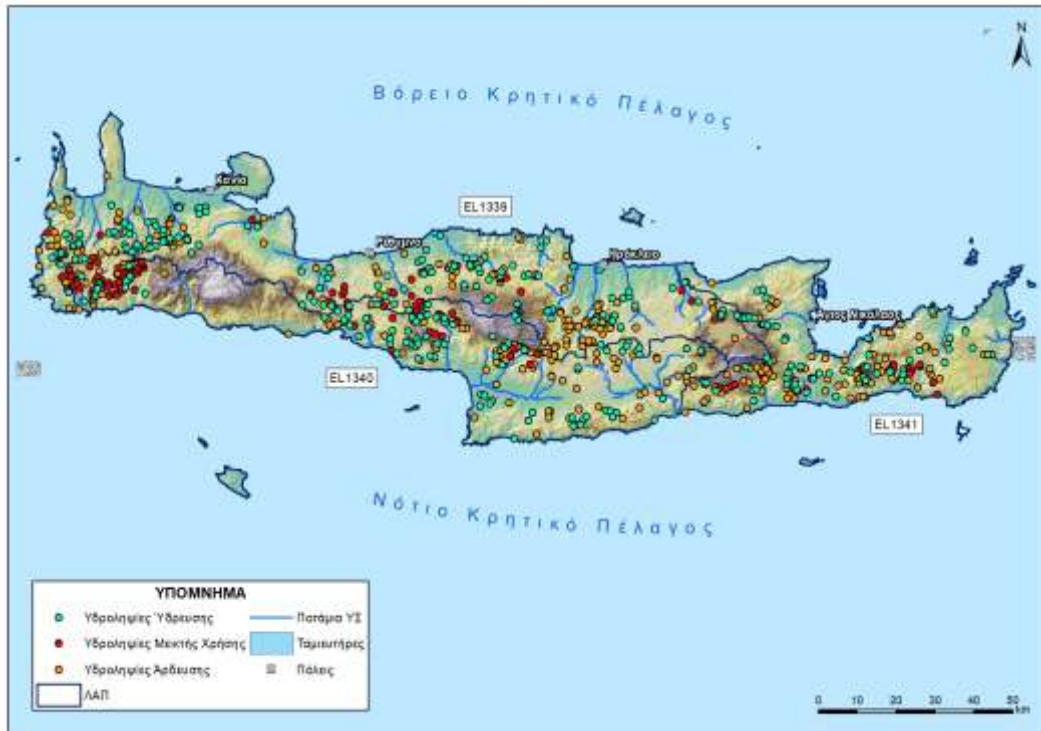 N
Βόρειο Κρητικό Πέλαγος
Χανιά
EL1339
Ρέθυμνο
Ηράκλειο
Άγιος Νικόλαος
EL1340
EL1341
Νότιο Κρητικό Πέλαγος
ΥΠΟΜΝΗΜΑ
Υδροληψίες Ύδρευσης
Ποτάμια ΥΣ
Υδροληψίες Μεικτής Χρήσης
Ταμιευτήρες
Υδροληψίες Άρδευσης
Πόλεις
ΛΑΠ
0 10 20 30 40 50
km